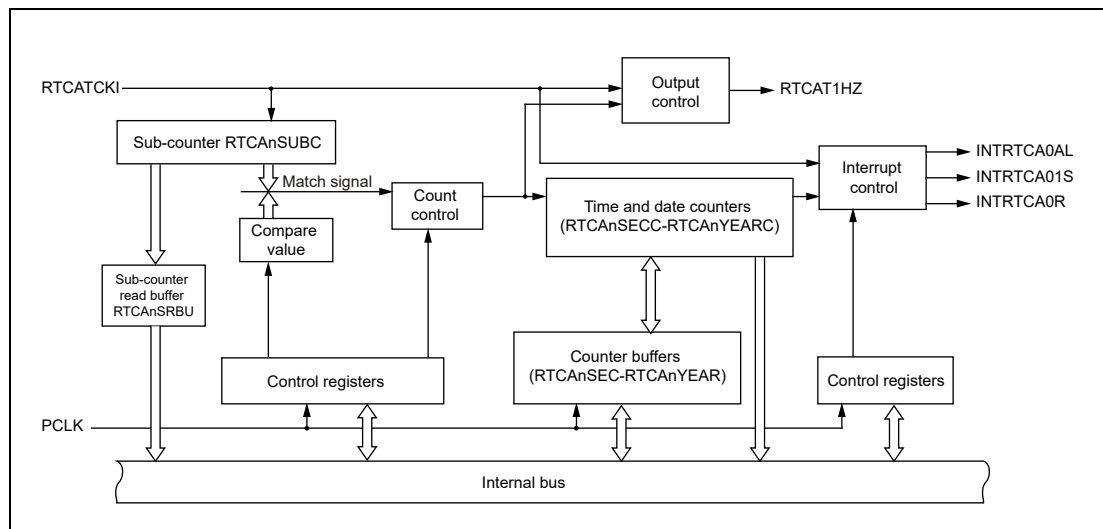 RTCATCKI
Output
control
RTCAT1HZ
Sub-counter RTCAnSUBC
Match signal
Count
control
Time and date counters
(RTCAnSECC-RTCAnYEARC)
Interrupt
control
INTRTCA0AL
INTRTCA01S
INTRTCA0R
Compare
value
Sub-counter
read buffer
RTCAnSRBU
Control registers
Counter buffers
(RTCAnSEC-RTCAnYEAR)
Control registers
PCLK
Internal bus